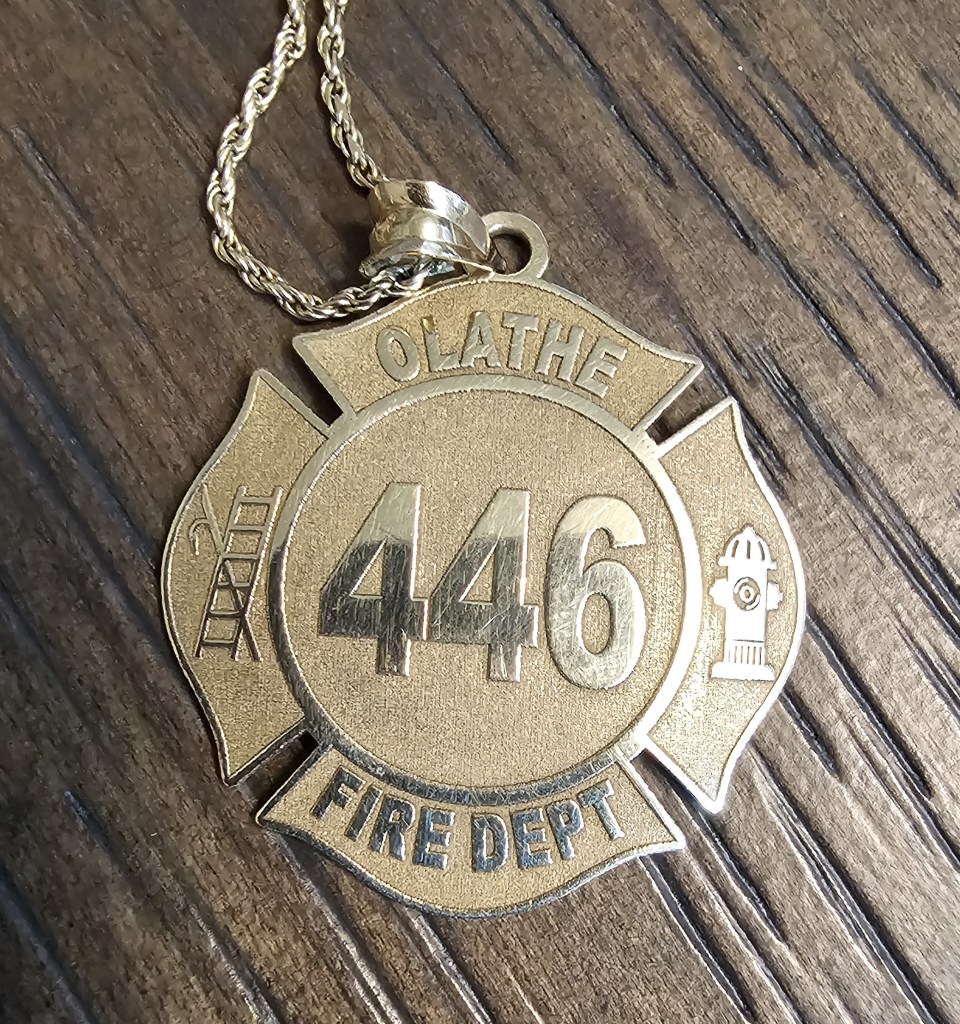 OLATHE
446
FIRE DEPT